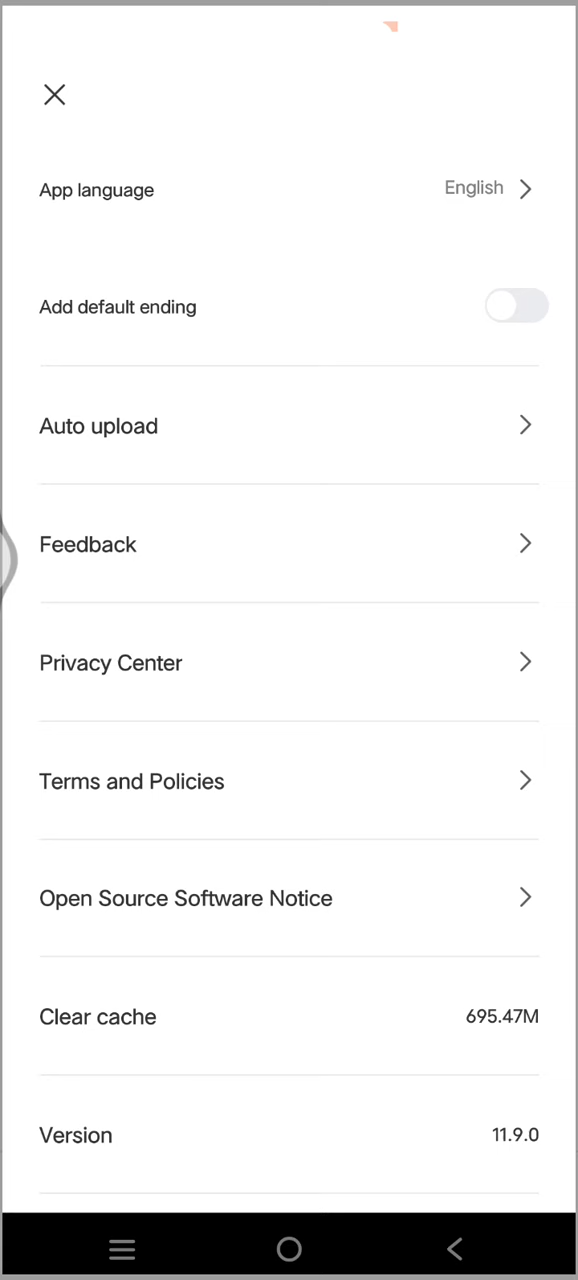 App language English
Add default ending
Auto upload
Feedback
Privacy Center
Terms and Policies
Open Source Software Notice
Clear cache 695.47M
Version 11.9.0